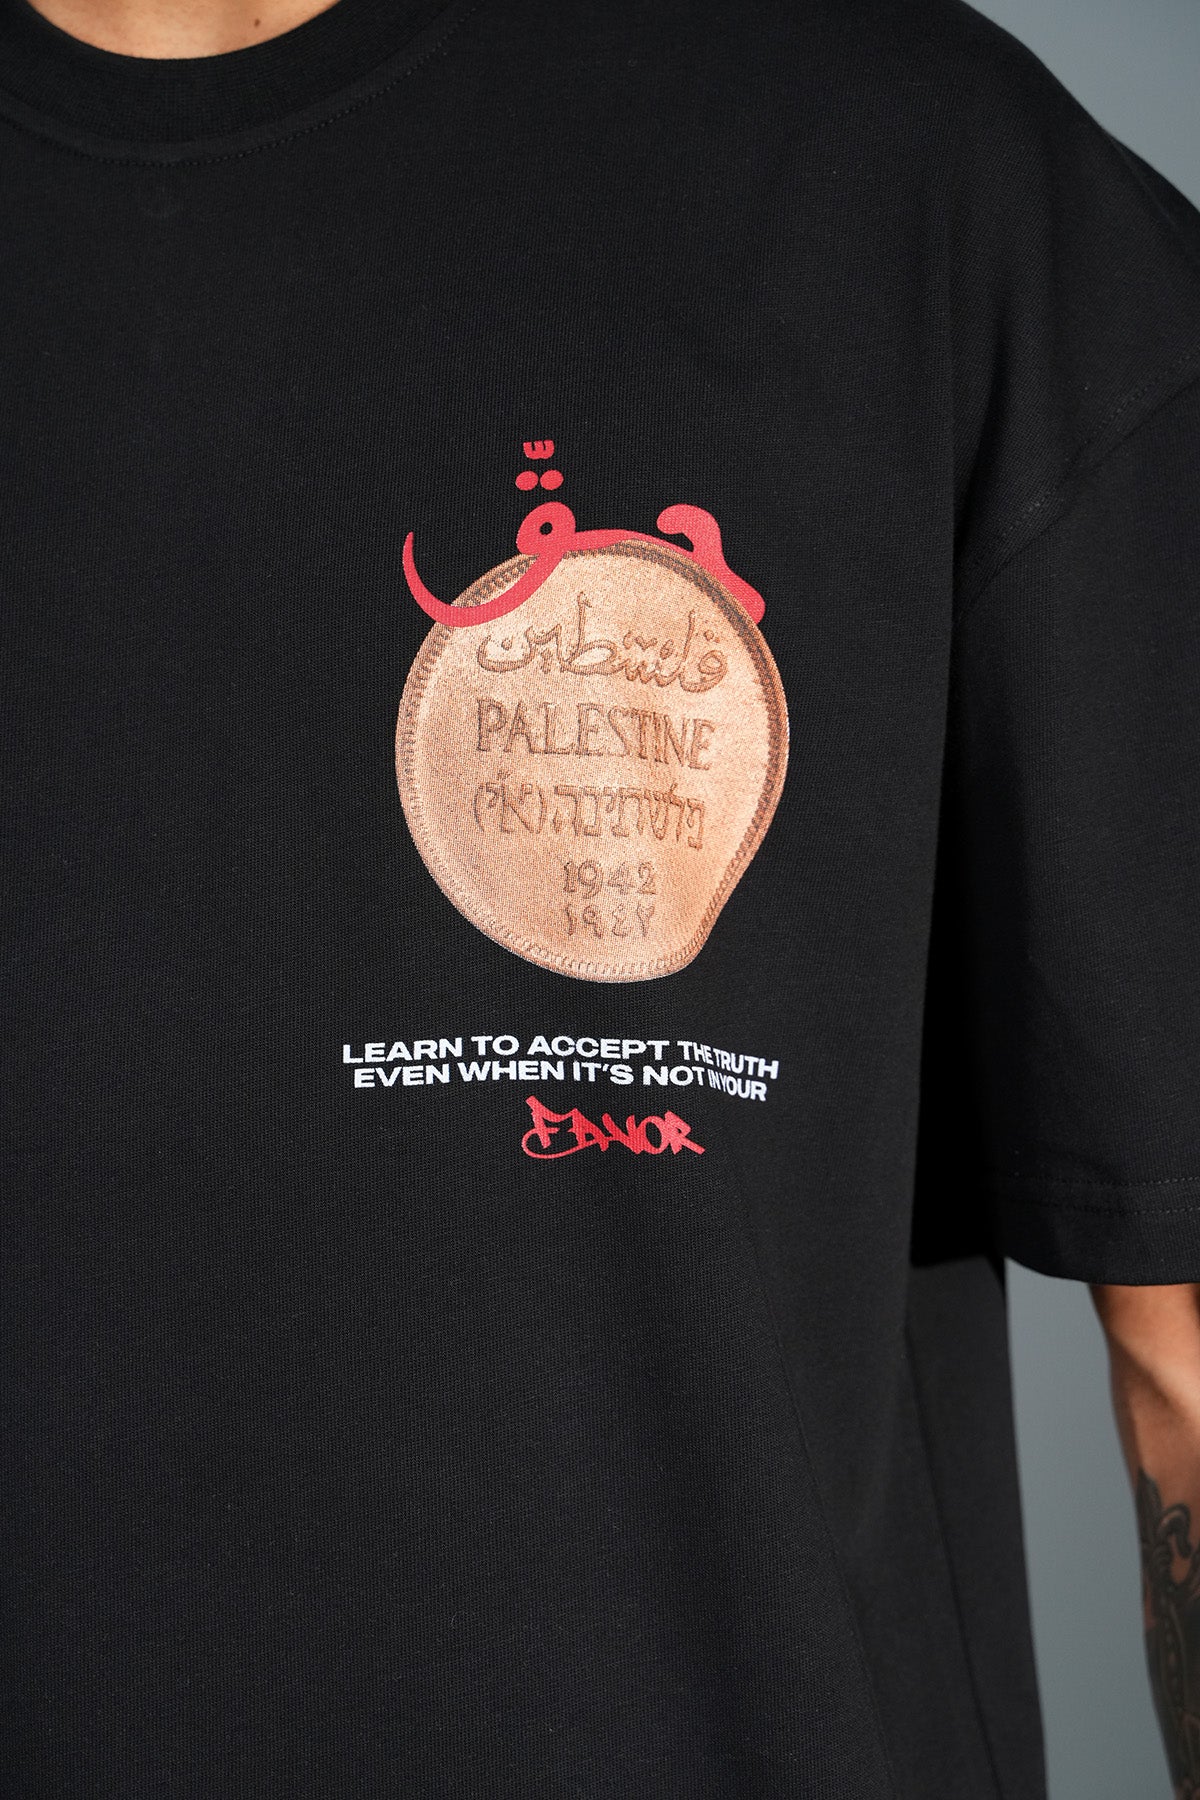 حقّ
فلسطين
PALESTINE
פלשתינה (א״י)
1942
١٩٤٢
LEARN TO ACCEPT THE TRUTH
EVEN WHEN IT'S NOT IN YOUR
FAVOR